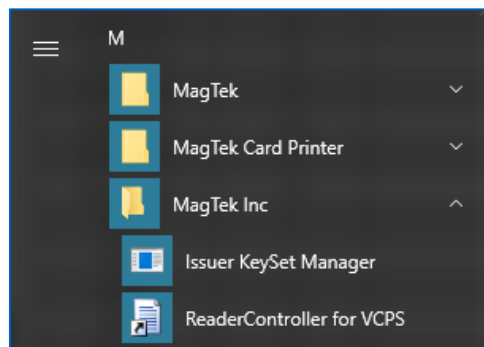 M
MagTek
MagTek Card Printer
MagTek Inc
Issuer KeySet Manager
ReaderController for VCPS